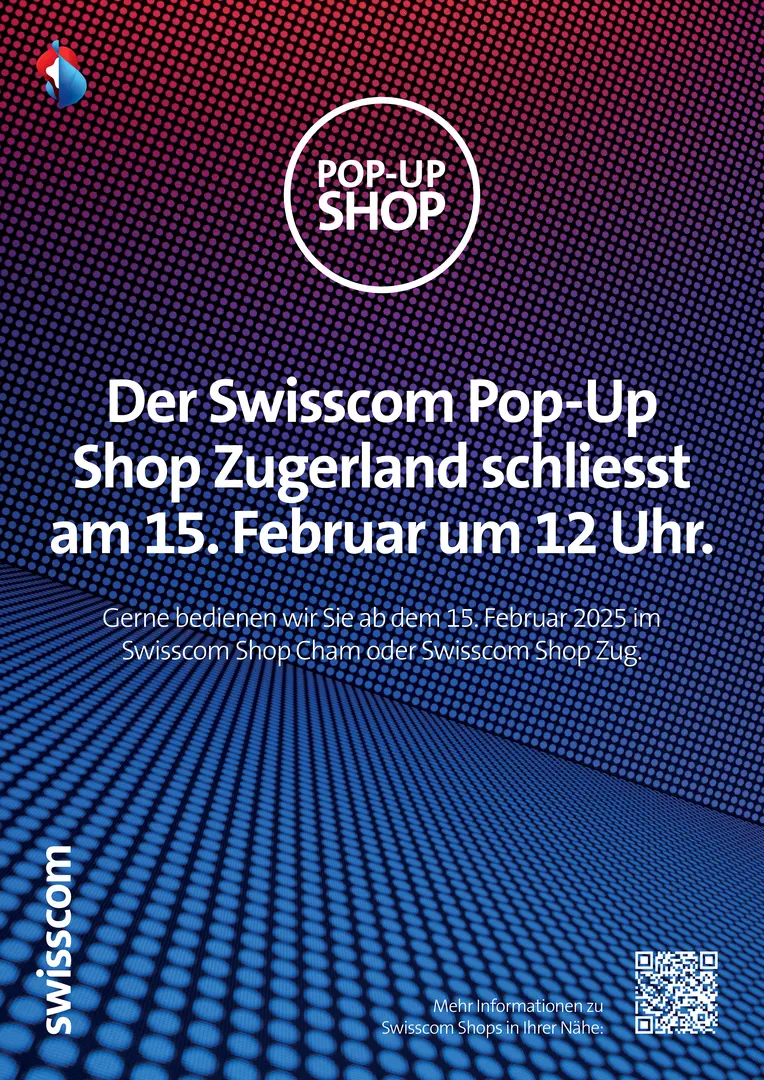 POP-UP
SHOP
Der Swisscom Pop-Up
Shop Zugerland schliesst
am 15. Februar um 12 Uhr.
Gerne bedienen wir Sie ab dem 15. Februar 2025 im
Swisscom Shop Cham oder Swisscom Shop Zug.
swisscom
Mehr Informationen zu
Swisscom Shops in Ihrer Nähe: